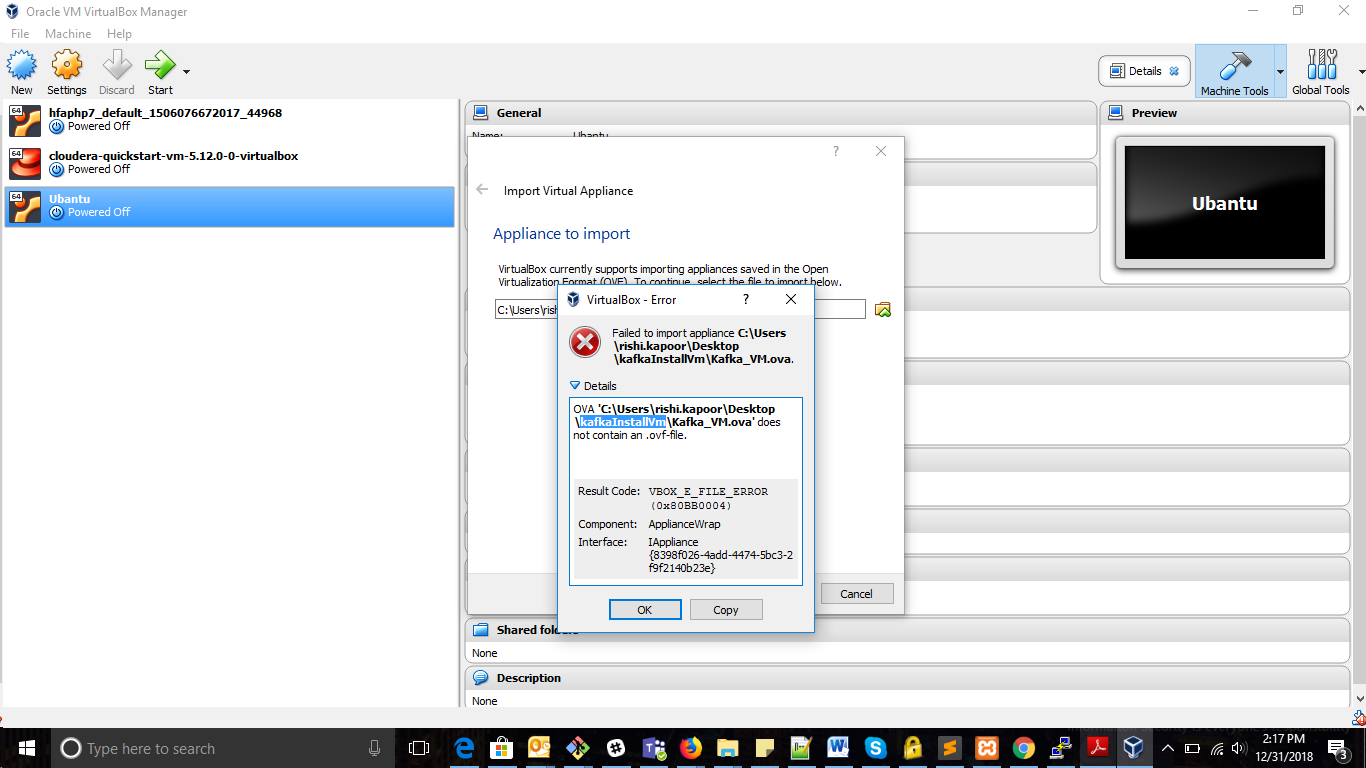 Oracle VM VirtualBox Manager
File Machine Help
New Settings Discard Start
Details
Machine Tools Global Tools
64
hfaphp7_default_1506076672017_44968
Powered Off
64
cloudera-quickstart-vm-5.12.0-0-virtualbox
Powered Off
64
Ubantu
Powered Off
General
Name: Ubantu
Preview
Ubantu
?
Import Virtual Appliance
Appliance to import
VirtualBox currently supports importing appliances saved in the Open
Virtualization Format (OVF). To continue, select the file to import below.
C:\Users\rish
VirtualBox - Error ?
Failed to import appliance C:\Users
\rishi.kapoor\Desktop
\kafkaInstallVm\Kafka_VM.ova.
Details
OVA 'C:\Users\rishi.kapoor\Desktop
\kafkaInstallVm\Kafka_VM.ova' does
not contain an .ovf-file.
Result Code: VBOX_E_FILE_ERROR
(0x80BB0004)
Component: ApplianceWrap
Interface: IAppliance
{8398f026-4add-4474-5bc3-2
f9f2140b23e}
OK Copy
Cancel
Shared folders
None
Description
None
Type here to search
2:17 PM
12/31/2018
3